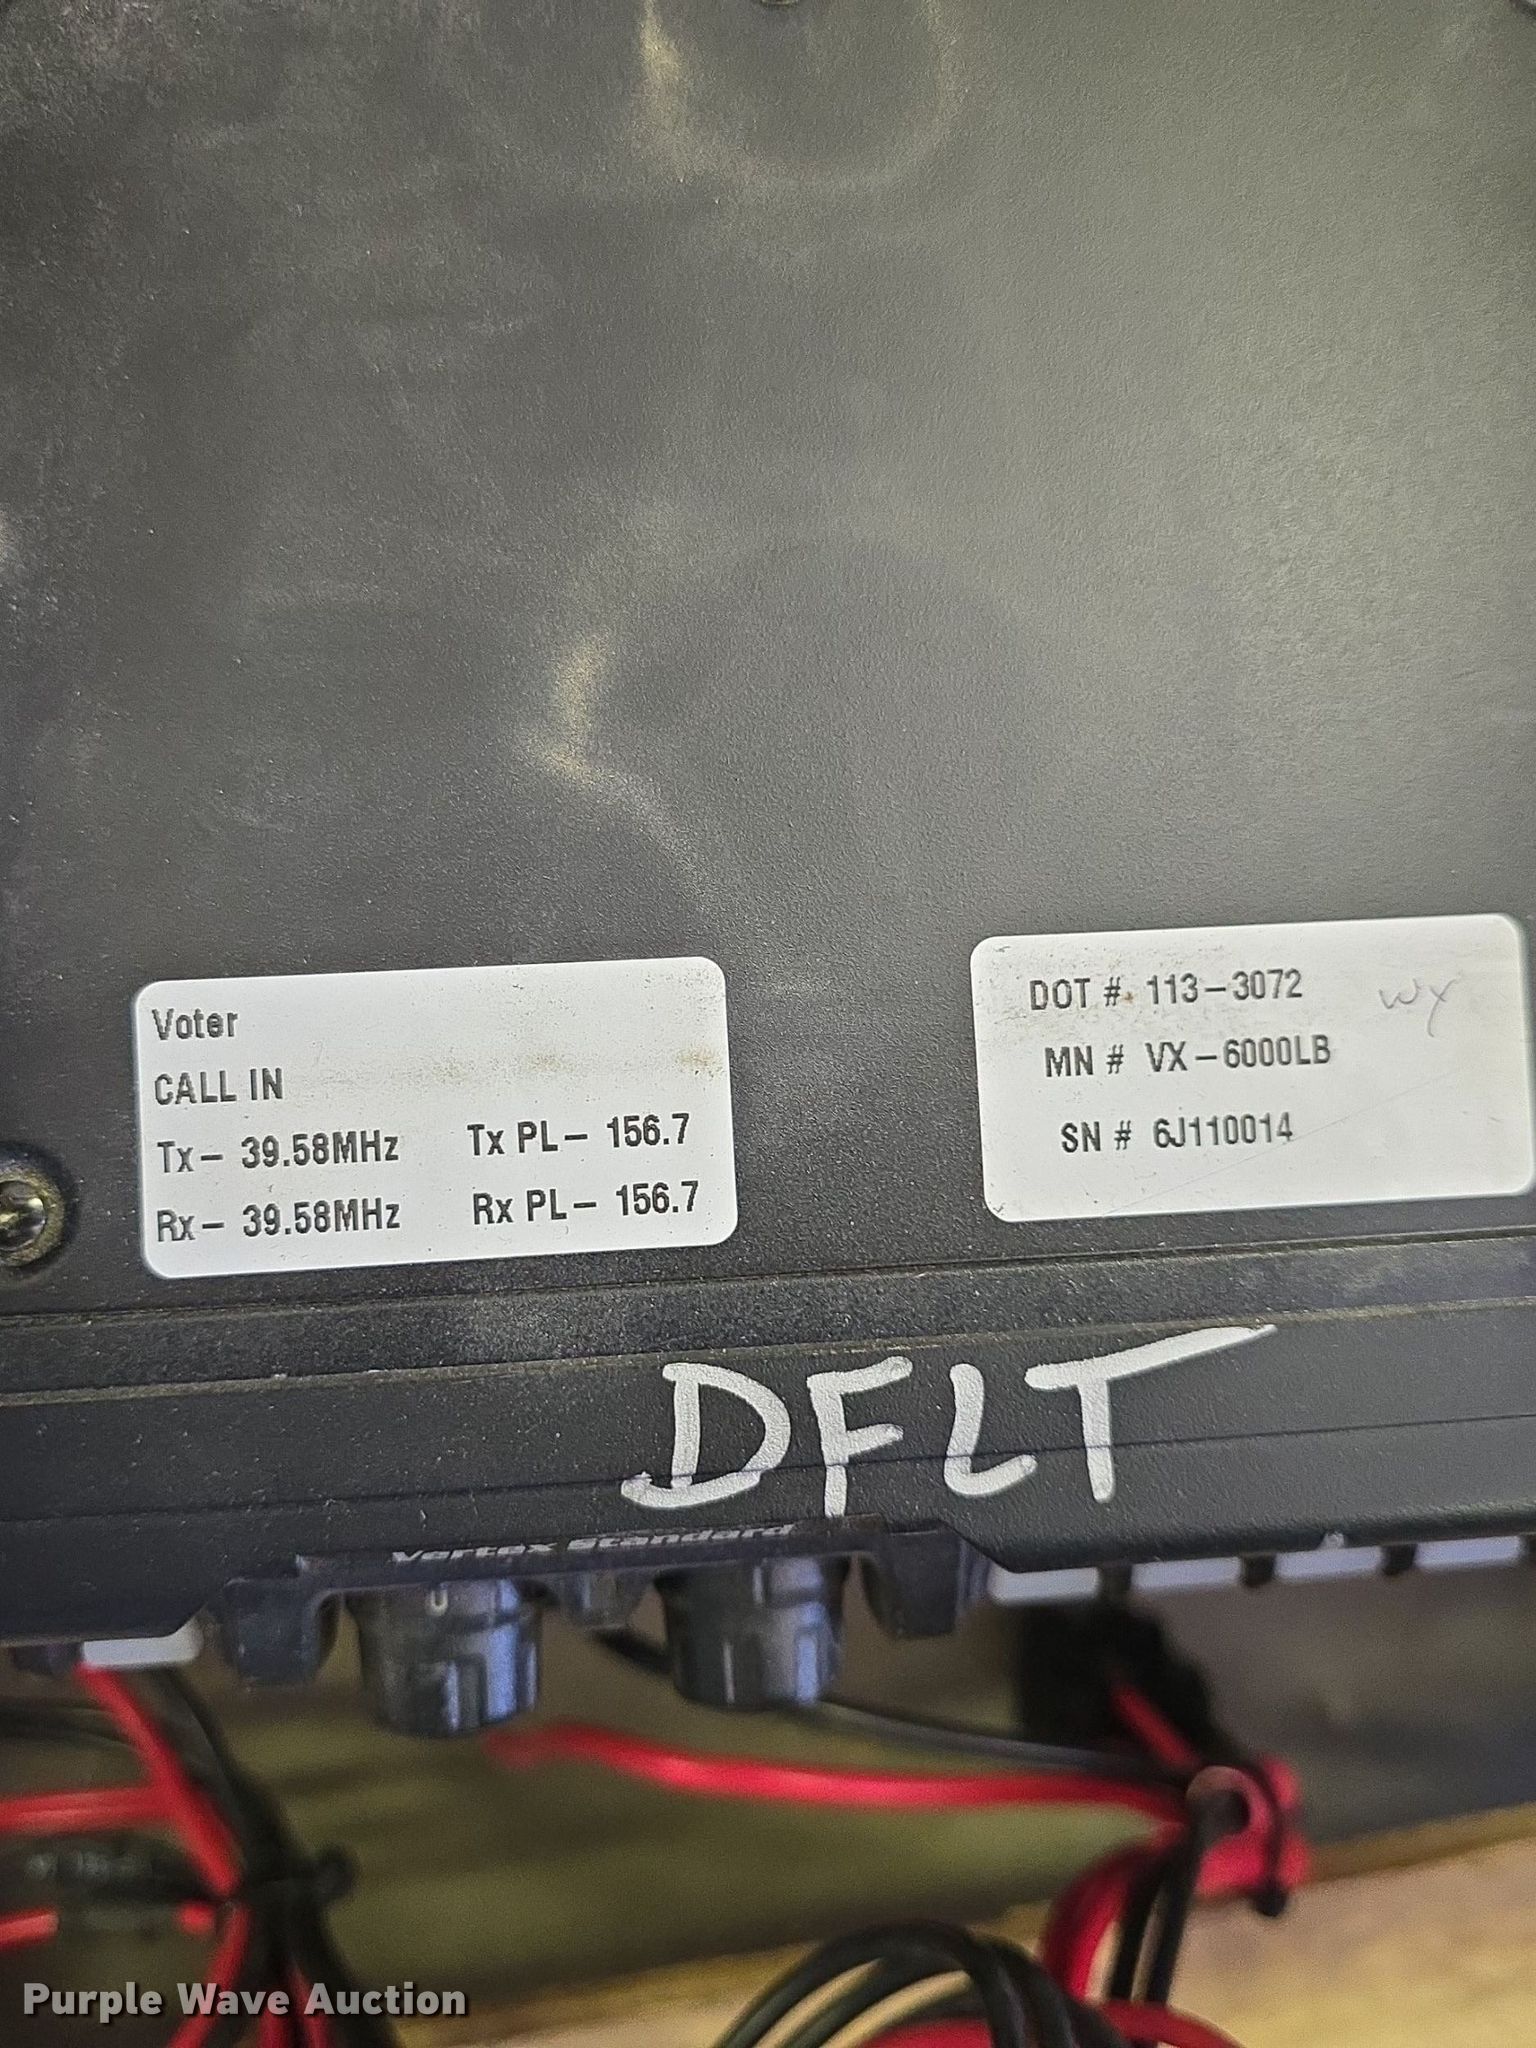 Voter
CALL IN
Tx- 39.58MHz Tx PL- 156.7
Rx- 39.58MHz Rx PL- 156.7
DOT # 113-3072 wx
MN # VX-6000LB
SN # 6J110014
DFLT
Vertex Standard
Purple Wave Auction